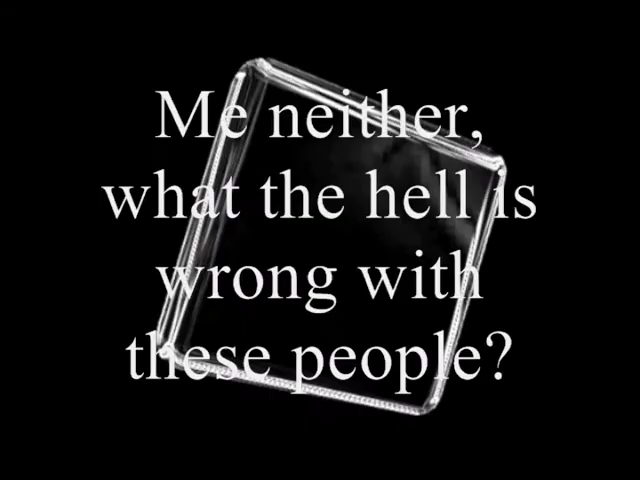 Me neither,
what the hell is
wrong with
these people?